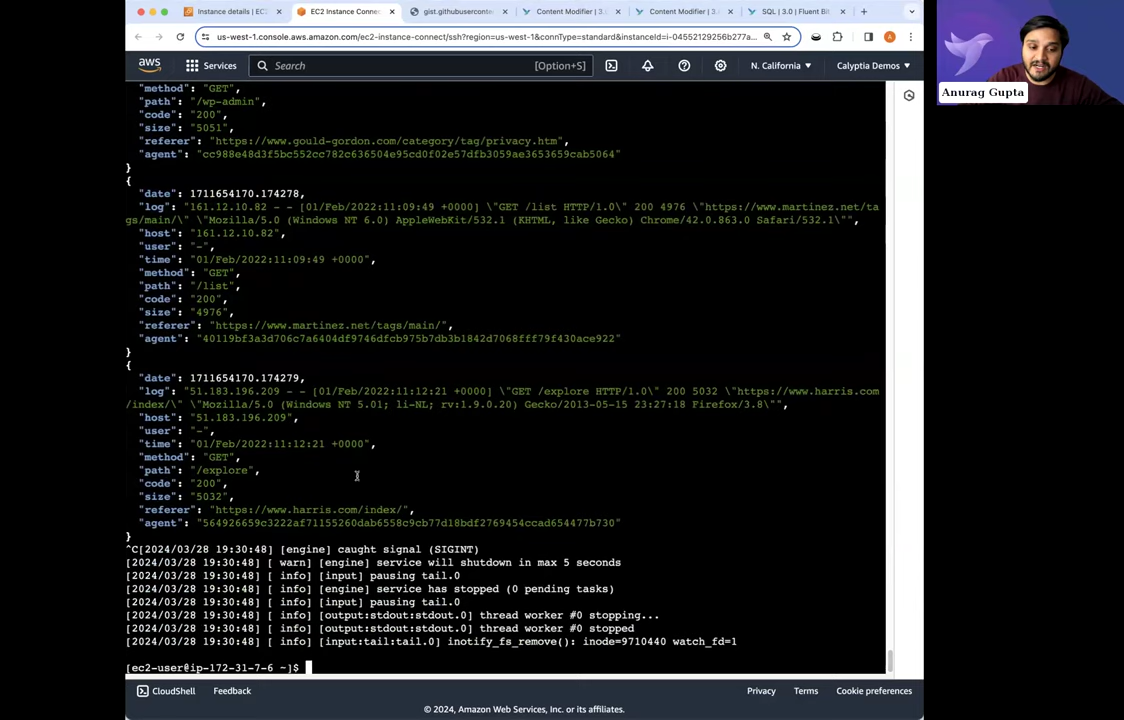 Instance details | EC2
EC2 Instance Connec
gist.githubuserconten
Content Modifier | 3.0
Content Modifier | 3.0
SQL | 3.0 | Fluent Bit
us-west-1.console.aws.amazon.com/ec2-instance-connect/ssh?region=us-west-1&connType=standard&instanceId=i-04552129256b277a...
A
aws
Services
Search
[Option+S]
N. California
Calyptia Demos
Anurag Gupta
"method": "GET",
"path": "/wp-admin",
"code": "200",
"size": "5051",
"referer": "https://www.gould-gordon.com/category/tag/privacy.htm",
"agent": "cc988e48d3f5bc552cc782c636504e95cd0f02e57dfb3059ae3653659cab5064"
}
{
"date": 1711654170.174278,
"log": "161.12.10.82 - - [01/Feb/2022:11:09:49 +0000] \"GET /list HTTP/1.0\" 200 4976 \"https://www.martinez.net/ta
gs/main/\" \"Mozilla/5.0 (Windows NT 6.0) AppleWebKit/532.1 (KHTML, like Gecko) Chrome/42.0.863.0 Safari/532.1\"",
"host": "161.12.10.82",
"user": "-",
"time": "01/Feb/2022:11:09:49 +0000",
"method": "GET",
"path": "/list",
"code": "200",
"size": "4976",
"referer": "https://www.martinez.net/tags/main/",
"agent": "40119bf3a3d706c7a6404df9746dfcb975b7db3b1842d7068fff79f430ace922"
}
{
"date": 1711654170.174279,
"log": "51.183.196.209 - - [01/Feb/2022:11:12:21 +0000] \"GET /explore HTTP/1.0\" 200 5032 \"https://www.harris.com
/index/\" \"Mozilla/5.0 (Windows NT 5.01; li-NL; rv:1.9.0.20) Gecko/2013-05-15 23:27:18 Firefox/3.8\"",
"host": "51.183.196.209",
"user": "-",
"time": "01/Feb/2022:11:12:21 +0000",
"method": "GET",
"path": "/explore",
"code": "200",
"size": "5032",
"referer": "https://www.harris.com/index/",
"agent": "564926659c3222af71155260dab6558c9cb77d18bdf2769454ccad654477b730"
}
^C[2024/03/28 19:30:48] [engine] caught signal (SIGINT)
[2024/03/28 19:30:48] [ warn] [engine] service will shutdown in max 5 seconds
[2024/03/28 19:30:48] [ info] [input] pausing tail.0
[2024/03/28 19:30:48] [ info] [engine] service has stopped (0 pending tasks)
[2024/03/28 19:30:48] [ info] [input] pausing tail.0
[2024/03/28 19:30:48] [ info] [output:stdout:stdout.0] thread worker #0 stopping...
[2024/03/28 19:30:48] [ info] [output:stdout:stdout.0] thread worker #0 stopped
[2024/03/28 19:30:48] [ info] [input:tail:tail.0] inotify_fs_remove(): inode=9710440 watch_fd=1
[ec2-user@ip-172-31-7-6 ~]$
CloudShell
Feedback
Privacy
Terms
Cookie preferences
© 2024, Amazon Web Services, Inc. or its affiliates.